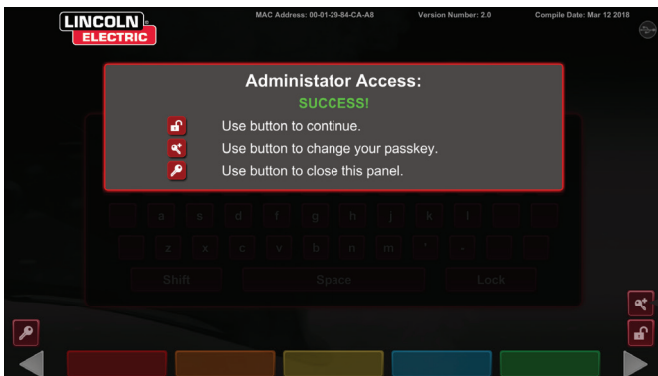 LINCOLN
ELECTRIC
MAC Address: 00-01-29-84-CA-A8 Version Number: 2.0 Compile Date: Mar 12 2018
Administator Access:
SUCCESS!
Use button to continue.
Use button to change your passkey.
Use button to close this panel.
a s d f g h j k l
z x c v b n m ' -
Shift Space Lock